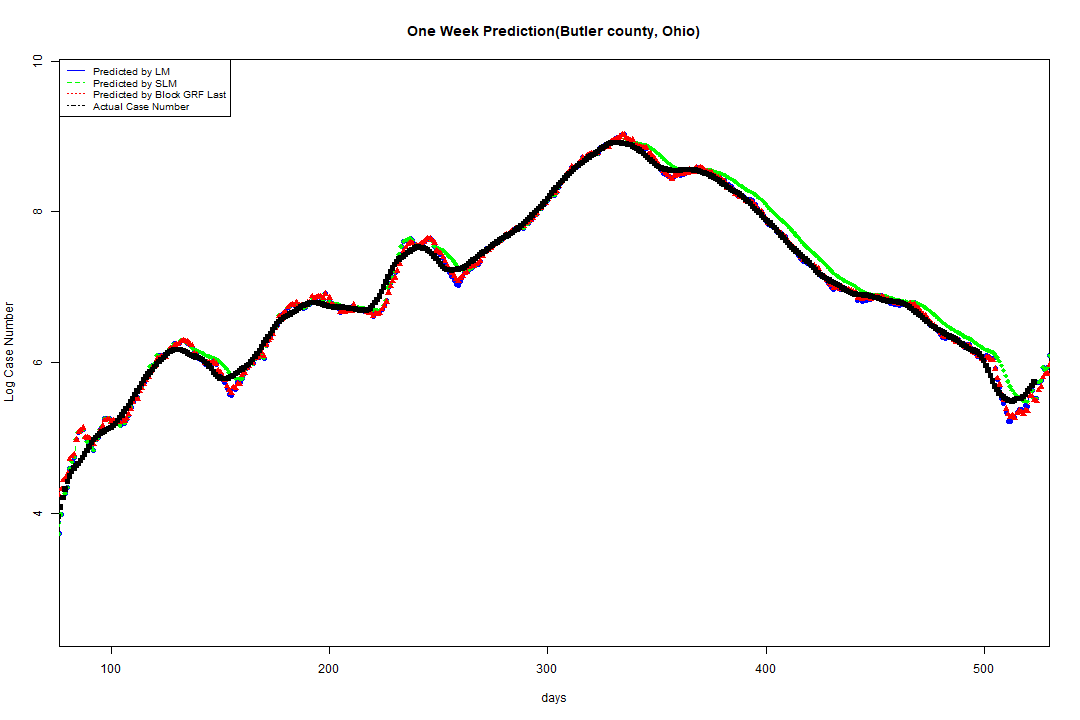 One Week Prediction(Butler county, Ohio)
Predicted by LM
Predicted by SLM
Predicted by Block GRF Last
Actual Case Number
10
8
6
4
Log Case Number
100 200 300 400 500
days